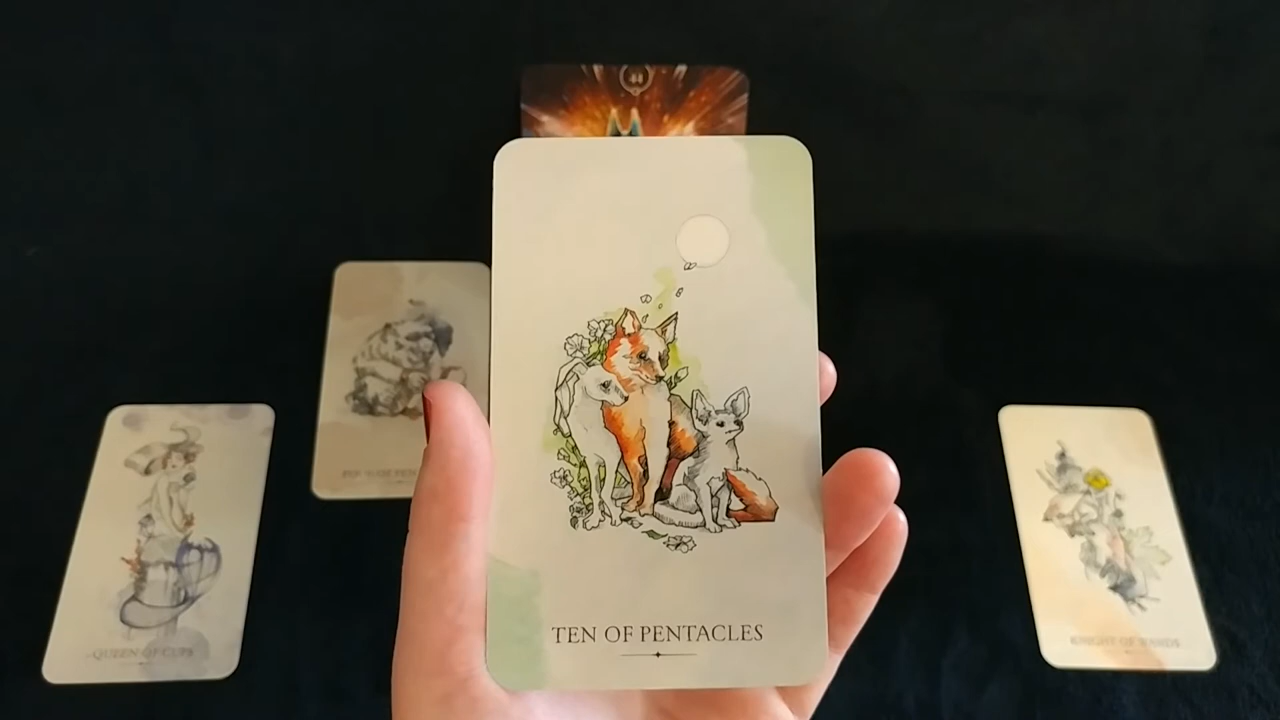 TEN OF PENTACLES
QUEEN OF CUPS
KNIGHT OF WANDS